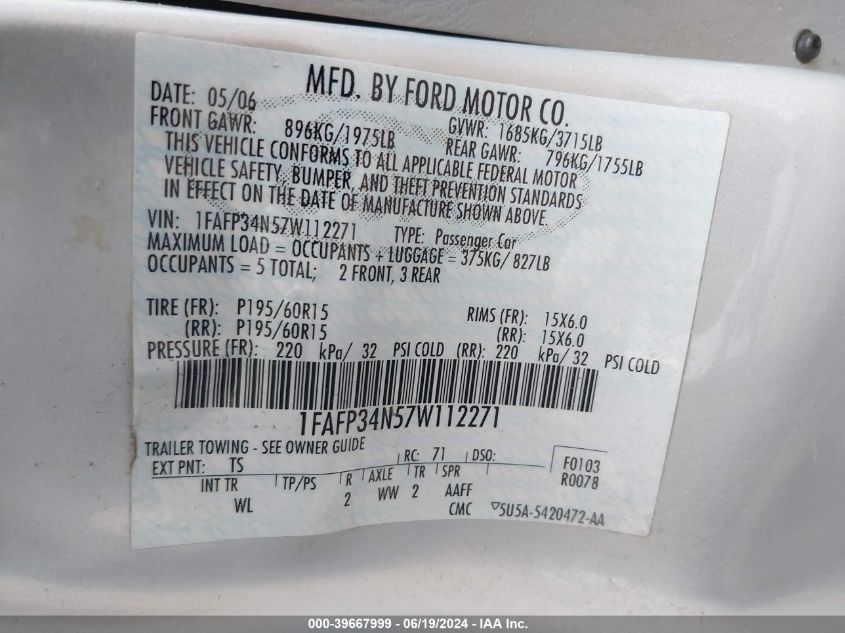 MFD. BY FORD MOTOR CO.
DATE: 05/06 GVWR: 1685KG/3715LB
FRONT GAWR: 896KG/1975LB REAR GAWR: 796KG/1755LB
THIS VEHICLE CONFORMS TO ALL APPLICABLE FEDERAL MOTOR
VEHICLE SAFETY, BUMPER, AND THEFT PREVENTION STANDARDS
IN EFFECT ON THE DATE OF MANUFACTURE SHOWN ABOVE.
VIN: 1FAFP34N57W112271 TYPE: Passenger Car
MAXIMUM LOAD = OCCUPANTS + LUGGAGE = 375KG/ 827LB
OCCUPANTS = 5 TOTAL; 2 FRONT, 3 REAR
TIRE (FR): P195/60R15 RIMS (FR): 15X6.0
(RR): P195/60R15 (RR): 15X6.0
PRESSURE (FR): 220 kPa/ 32 PSI COLD (RR): 220 kPa/ 32 PSI COLD
1FAFP34N57W112271
TRAILER TOWING - SEE OWNER GUIDE
EXT PNT: TS RC: 71 DSO: F0103
R0078
INT TR TP/PS R AXLE TR SPR
WL 2 WW 2 AAFF
CMC ▽5U5A-5420472-AA
000-39667999 - 06/19/2024 - IAA Inc.